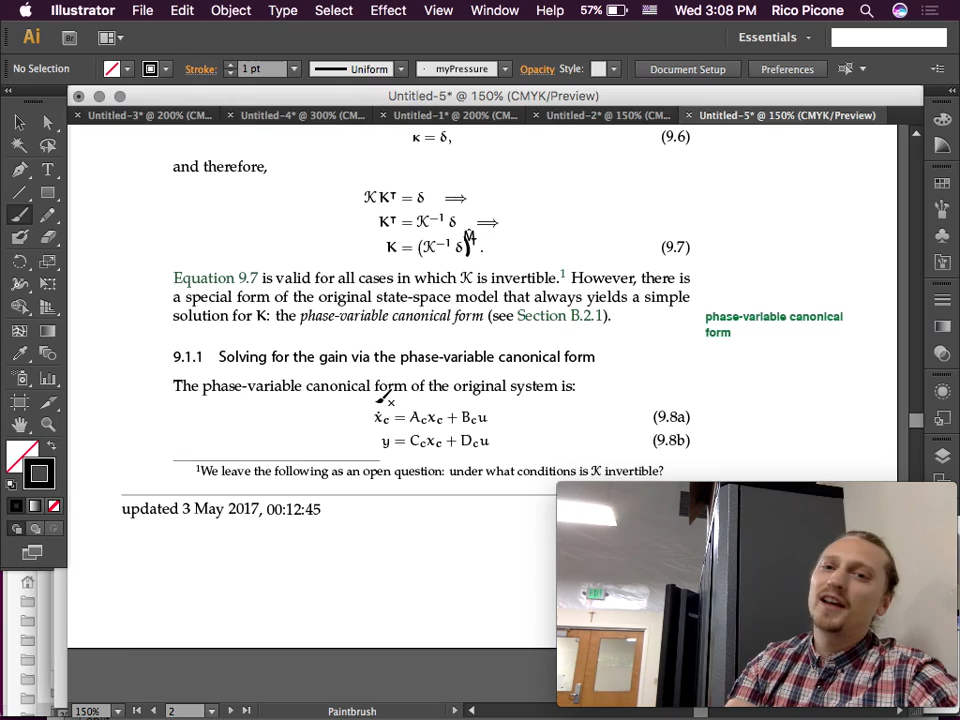 Illustrator File Edit Object Type Select Effect View Window Help 57% Wed 3:08 PM Rico Picone
Ai Br Essentials
No Selection Stroke: 1 pt Uniform myPressure Opacity Style: Document Setup Preferences
Untitled-5* @ 150% (CMYK/Preview)
Untitled-3* @ 200% (CM... Untitled-4* @ 300% (CM... Untitled-1* @ 200% (CM... Untitled-2* @ 150% (CM... Untitled-5* @ 150% (CMYK/Preview)
κ = δ, (9.6)
and therefore,
𝒦 Kᵀ = δ ⟹
Kᵀ = 𝒦⁻¹ δ ⟹
K = (𝒦⁻¹ δ)ᵀ. (9.7)
Equation 9.7 is valid for all cases in which 𝒦 is invertible.¹ However, there is
a special form of the original state-space model that always yields a simple
solution for K: the phase-variable canonical form (see Section B.2.1).
phase-variable canonical
form
9.1.1 Solving for the gain via the phase-variable canonical form
The phase-variable canonical form of the original system is:
ẋc = Acxc + Bcu (9.8a)
y = Ccxc + Dcu (9.8b)
¹We leave the following as an open question: under what conditions is 𝒦 invertible?
updated 3 May 2017, 00:12:45
EXIT
150% 2 Paintbrush